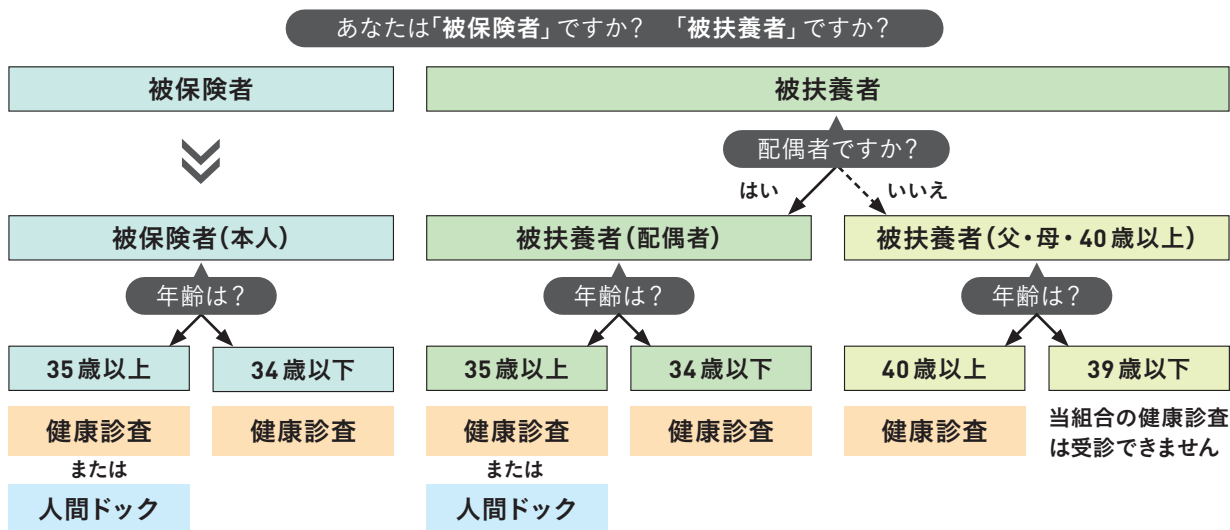 あなたは「被保険者」ですか? 「被扶養者」ですか?
被保険者
被扶養者
配偶者ですか?
はい
いいえ
被保険者(本人)
被扶養者(配偶者)
被扶養者(父・母・40歳以上)
年齢は?
年齢は?
年齢は?
35歳以上
34歳以下
35歳以上
34歳以下
40歳以上
39歳以下
健康診査
健康診査
健康診査
健康診査
健康診査
当組合の健康診査
は受診できません
または
または
人間ドック
人間ドック